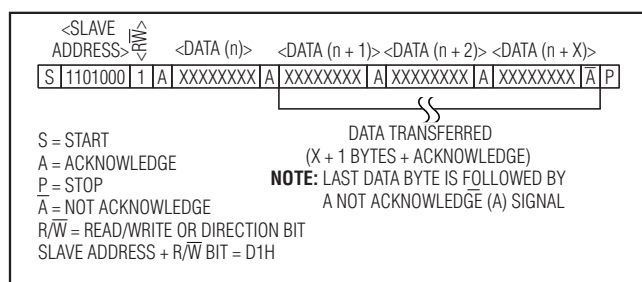 <SLAVE
ADDRESS> <RW̅> <DATA (n)> <DATA (n + 1)> <DATA (n + 2)> <DATA (n + X)>
S 1101000 1 A XXXXXXXX A XXXXXXXX A XXXXXXXX A XXXXXXXX A̅ P
S = START
A = ACKNOWLEDGE
P = STOP
A̅ = NOT ACKNOWLEDGE
R/W̅ = READ/WRITE OR DIRECTION BIT
SLAVE ADDRESS + R/W̅ BIT = D1H
DATA TRANSFERRED
(X + 1 BYTES + ACKNOWLEDGE)
NOTE: LAST DATA BYTE IS FOLLOWED BY
A NOT ACKNOWLEDG̅E (A) SIGNAL